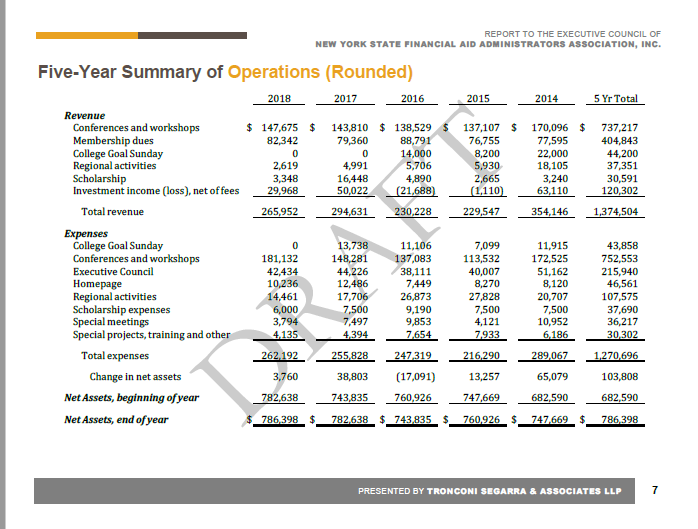 REPORT TO THE EXECUTIVE COUNCIL OF
NEW YORK STATE FINANCIAL AID ADMINISTRATORS ASSOCIATION, INC.
Five-Year Summary of Operations (Rounded)
2018 2017 2016 2015 2014 5 Yr Total
Revenue
Conferences and workshops $ 147,675 $ 143,810 $ 138,529 $ 137,107 $ 170,096 $ 737,217
Membership dues 82,342 79,360 88,791 76,755 77,595 404,843
College Goal Sunday 0 0 14,000 8,200 22,000 44,200
Regional activities 2,619 4,991 5,706 5,930 18,105 37,351
Scholarship 3,348 16,448 4,890 2,665 3,240 30,591
Investment income (loss), net of fees 29,968 50,022 (21,688) (1,110) 63,110 120,302
Total revenue 265,952 294,631 230,228 229,547 354,146 1,374,504
Expenses
College Goal Sunday 0 13,738 11,106 7,099 11,915 43,858
Conferences and workshops 181,132 148,281 137,083 113,532 172,525 752,553
Executive Council 42,434 44,226 38,111 40,007 51,162 215,940
Homepage 10,236 12,486 7,449 8,270 8,120 46,561
Regional activities 14,461 17,706 26,873 27,828 20,707 107,575
Scholarship expenses 6,000 7,500 9,190 7,500 7,500 37,690
Special meetings 3,794 7,497 9,853 4,121 10,952 36,217
Special projects, training and other 4,135 4,394 7,654 7,933 6,186 30,302
Total expenses 262,192 255,828 247,319 216,290 289,067 1,270,696
Change in net assets 3,760 38,803 (17,091) 13,257 65,079 103,808
Net Assets, beginning of year 782,638 743,835 760,926 747,669 682,590 682,590
Net Assets, end of year $ 786,398 $ 782,638 $ 743,835 $ 760,926 $ 747,669 $ 786,398
DRAFT
PRESENTED BY TRONCONI SEGARRA & ASSOCIATES LLP 7